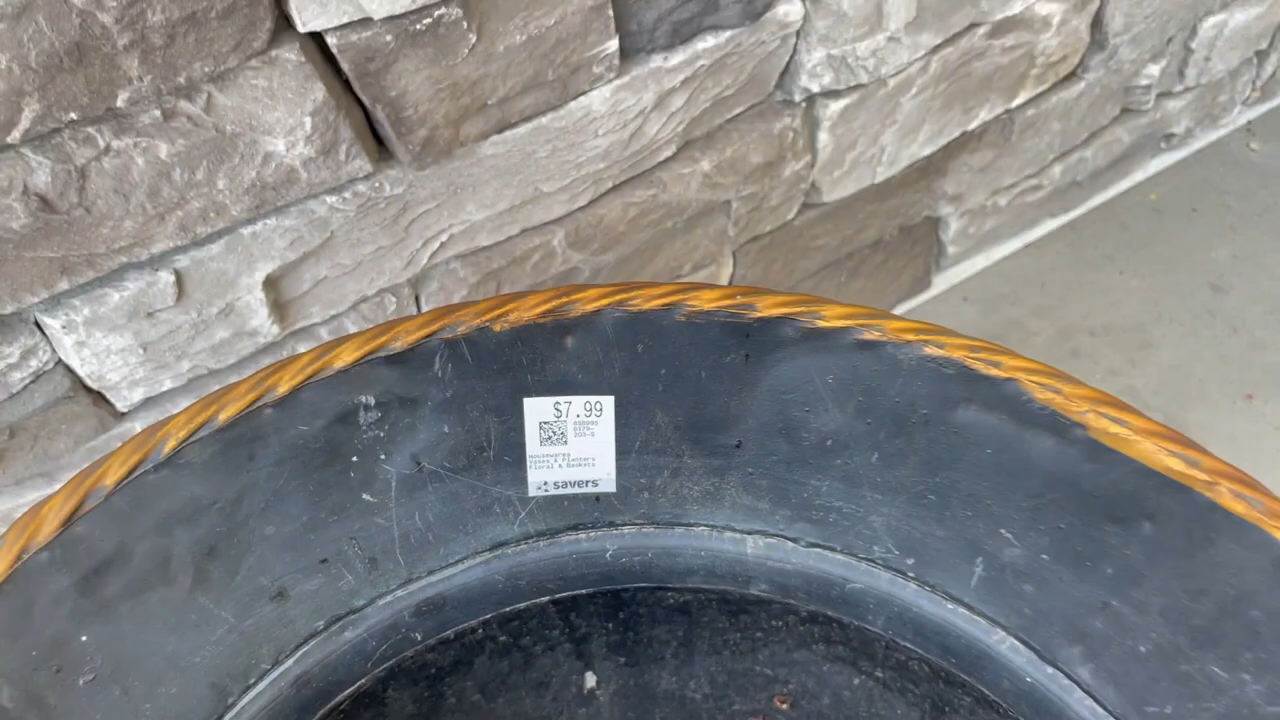 $7.99
Housewares
Vases & Planters
Floral & Baskets
savers